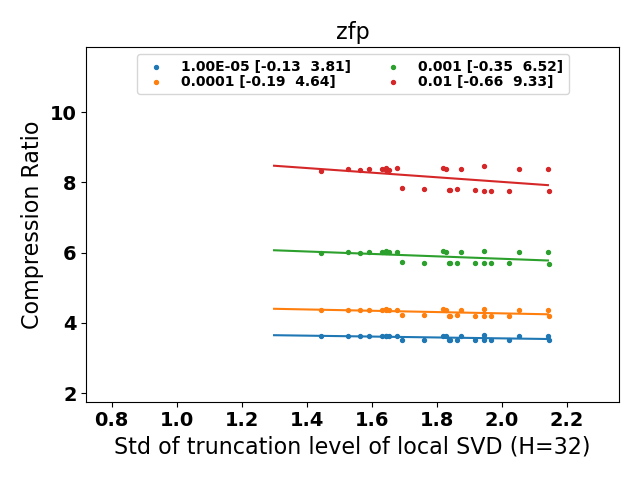 zfp
1.00E-05 [-0.13  3.81]
0.0001 [-0.19  4.64]
0.001 [-0.35  6.52]
0.01 [-0.66  9.33]
Compression Ratio
10
8
6
4
2
0.8 1.0 1.2 1.4 1.6 1.8 2.0 2.2
Std of truncation level of local SVD (H=32)